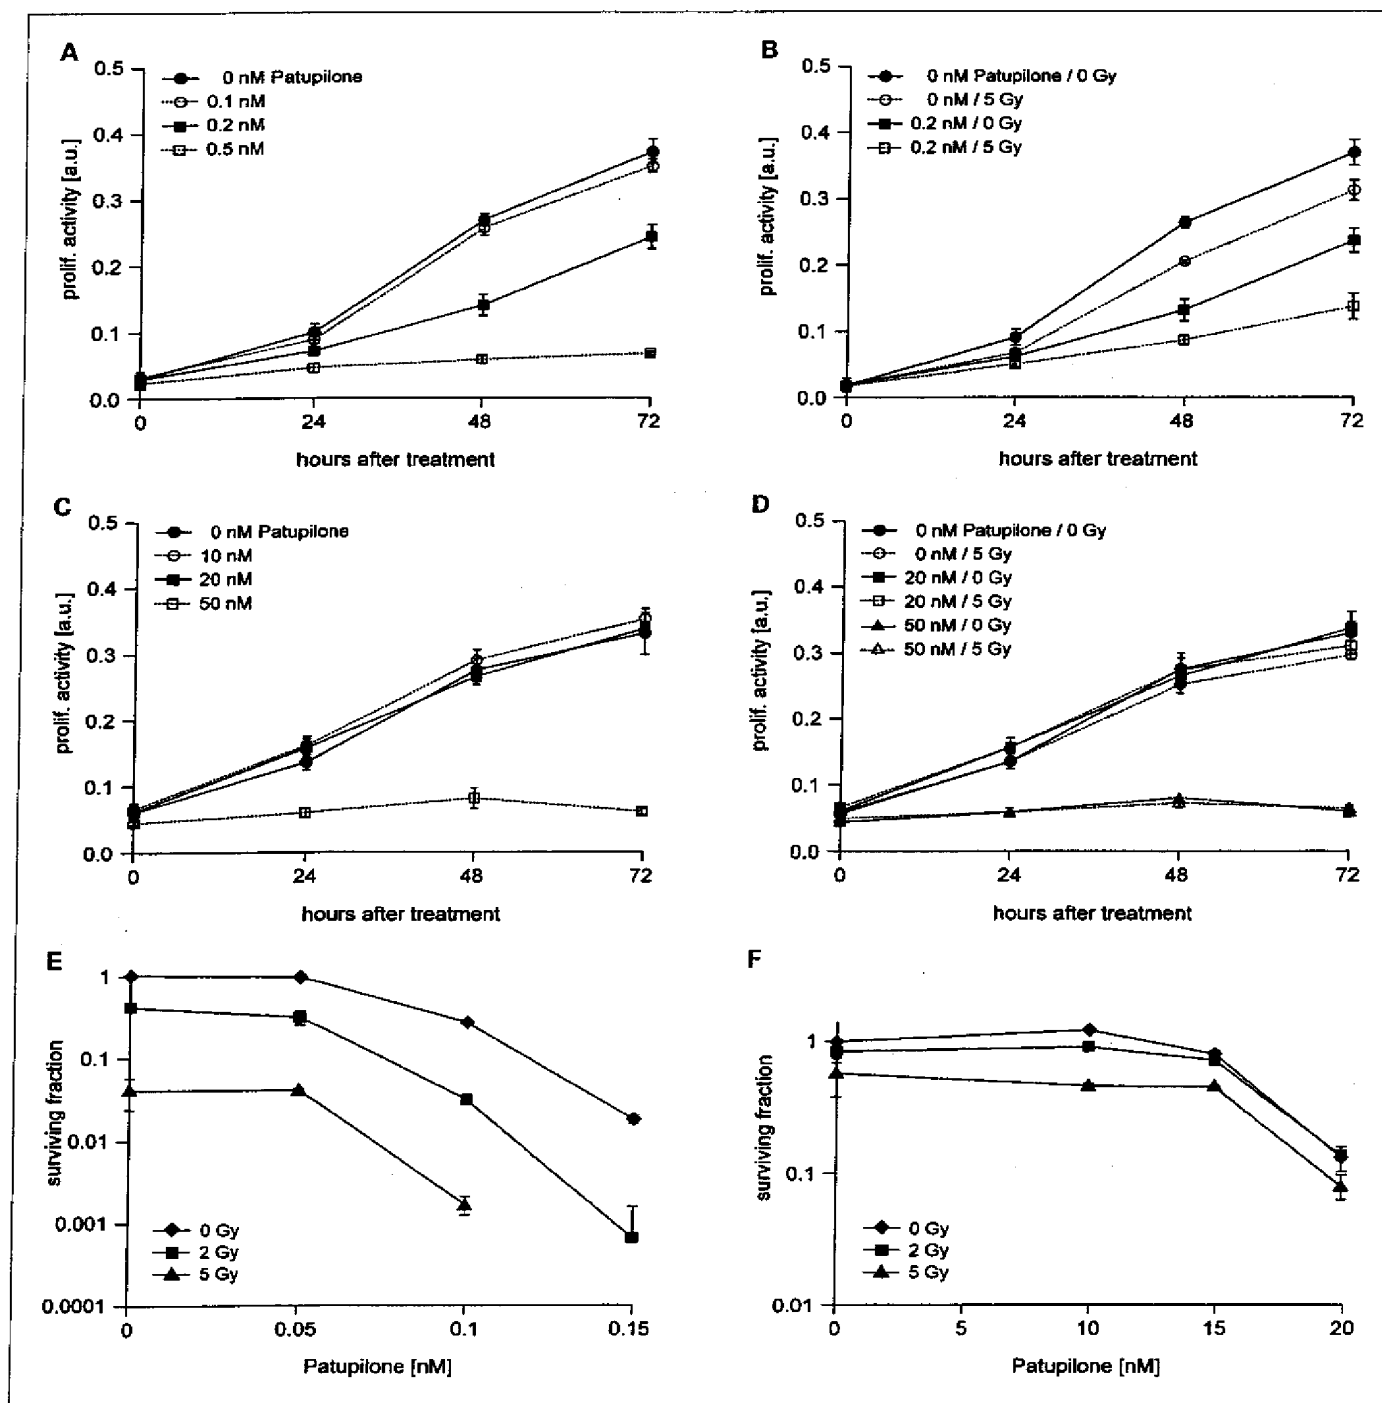 A
0.5
0.4
0.3
0.2
0.1
0.0
prolif. activity [a.u.]
0 nM Patupilone
0.1 nM
0.2 nM
0.5 nM
0
24
48
72
hours after treatment
B
0.5
0.4
0.3
0.2
0.1
0.0
prolif. activity [a.u.]
0 nM Patupilone / 0 Gy
0 nM / 5 Gy
0.2 nM / 0 Gy
0.2 nM / 5 Gy
0
24
48
72
hours after treatment
C
0.5
0.4
0.3
0.2
0.1
0.0
prolif. activity [a.u.]
0 nM Patupilone
10 nM
20 nM
50 nM
0
24
48
72
hours after treatment
D
0.5
0.4
0.3
0.2
0.1
0.0
prolif. activity [a.u.]
0 nM Patupilone / 0 Gy
0 nM / 5 Gy
20 nM / 0 Gy
20 nM / 5 Gy
50 nM / 0 Gy
50 nM / 5 Gy
0
24
48
72
hours after treatment
E
1
0.1
0.01
0.001
0.0001
surviving fraction
0 Gy
2 Gy
5 Gy
0
0.05
0.1
0.15
Patupilone [nM]
F
1
0.1
0.01
surviving fraction
0 Gy
2 Gy
5 Gy
0
5
10
15
20
Patupilone [nM]